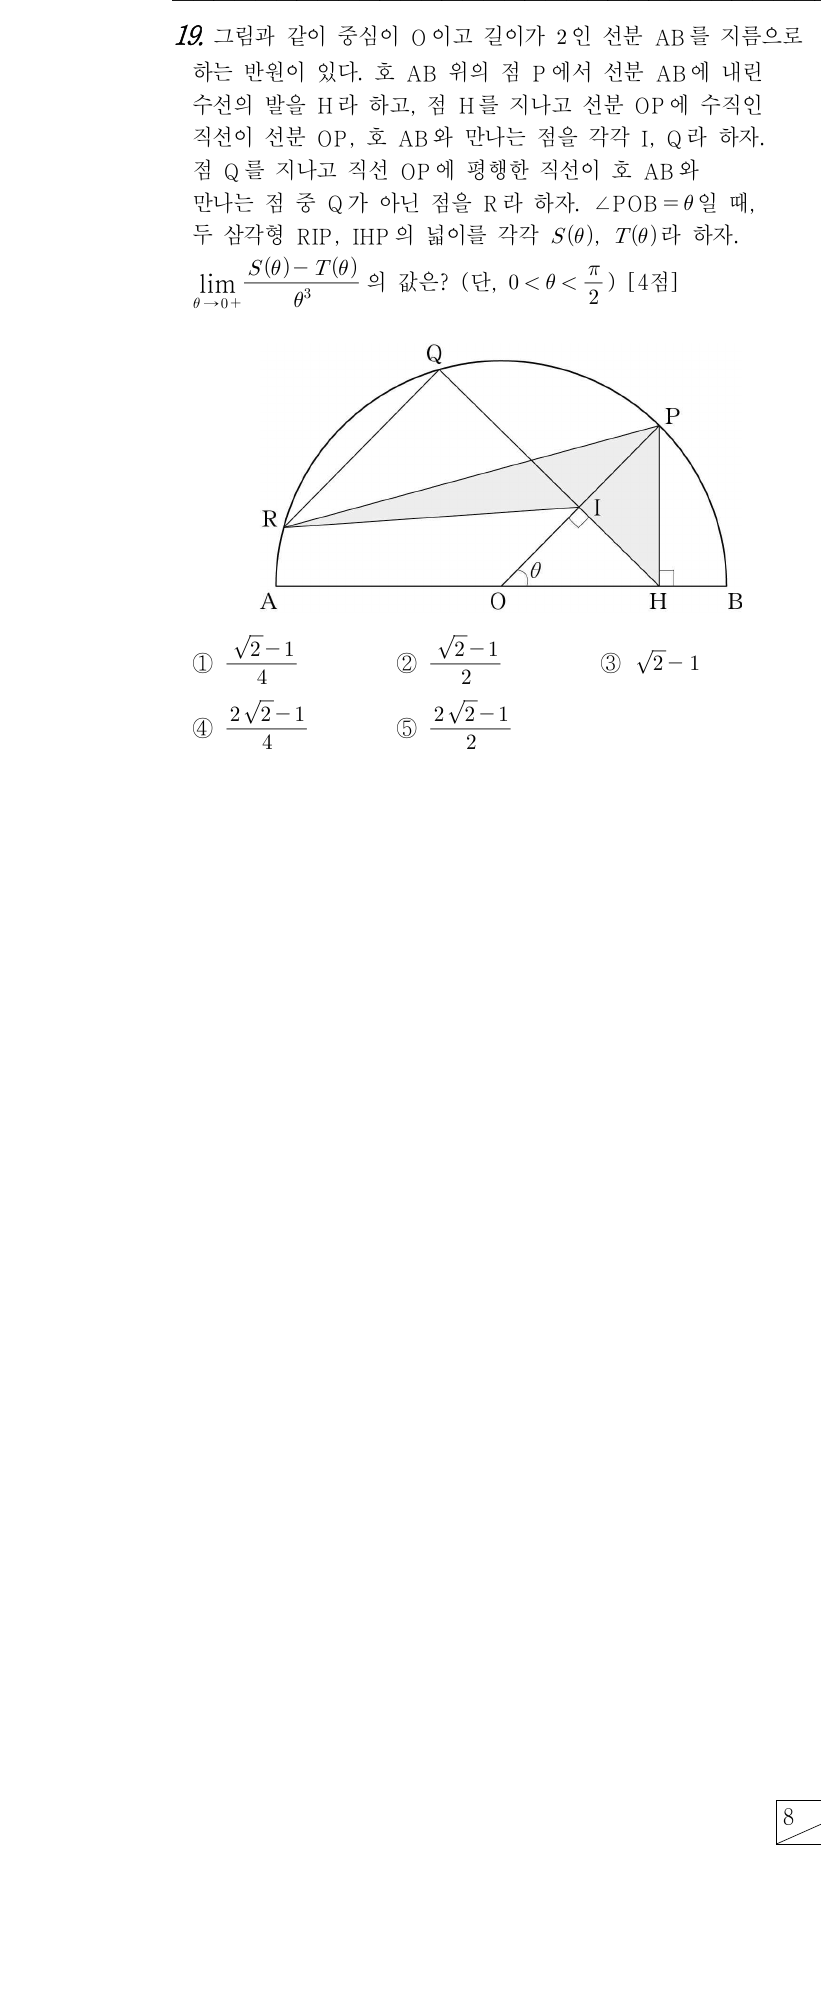 19. 그림과 같이 중심이 O이고 길이가 2인 선분 AB를 지름으로
하는 반원이 있다. 호 AB 위의 점 P에서 선분 AB에 내린
수선의 발을 H라 하고, 점 H를 지나고 선분 OP에 수직인
직선이 선분 OP, 호 AB와 만나는 점을 각각 I, Q라 하자.
점 Q를 지나고 직선 OP에 평행한 직선이 호 AB와
만나는 점 중 Q가 아닌 점을 R라 하자. ∠POB=θ일 때,
두 삼각형 RIP, IHP의 넓이를 각각 S(θ), T(θ)라 하자.
lim_{θ→0+} (S(θ)-T(θ))/θ³ 의 값은? (단, 0<θ<π/2) [4점]
Q
P
R
I
θ
A O H B
① (√2-1)/4 ② (√2-1)/2 ③ √2-1
④ (2√2-1)/4 ⑤ (2√2-1)/2
8